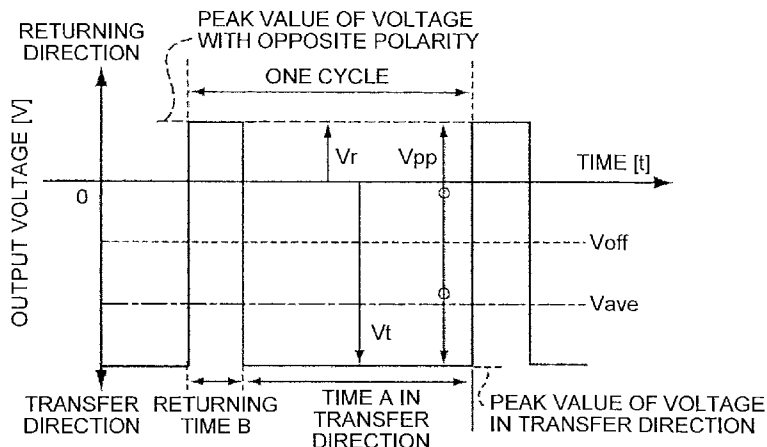 PEAK VALUE OF VOLTAGE
WITH OPPOSITE POLARITY
RETURNING
DIRECTION
ONE CYCLE
OUTPUT VOLTAGE [V]
Vr
Vpp
TIME [t]
0
Voff
Vave
Vt
TRANSFER
DIRECTION
RETURNING
TIME B
TIME A IN
TRANSFER
DIRECTION
PEAK VALUE OF VOLTAGE
IN TRANSFER DIRECTION